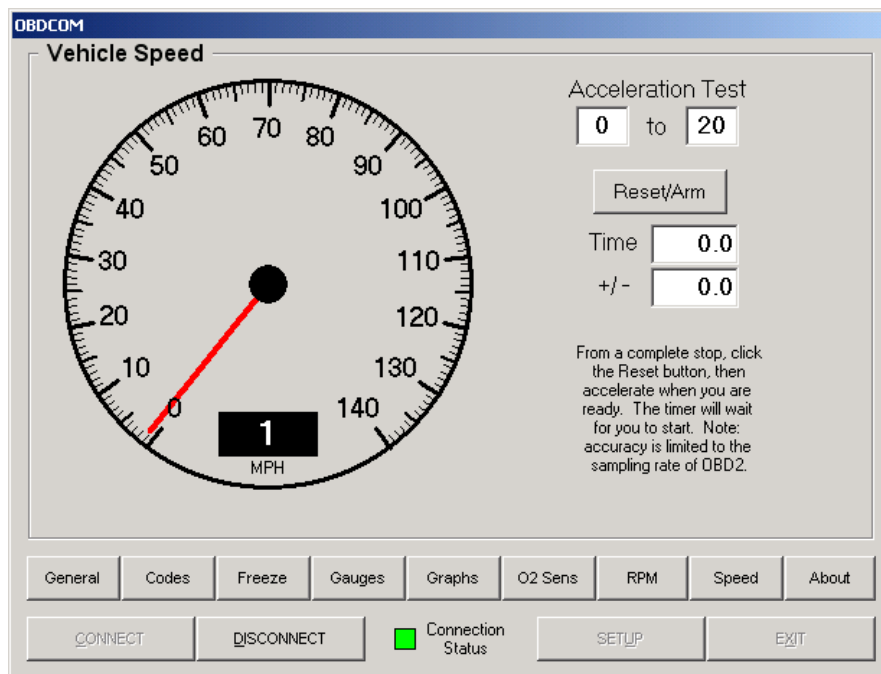 OBDCOM
Vehicle Speed
0
10
20
30
40
50
60
70
80
90
100
110
120
130
140
1
MPH
Acceleration Test
0 to 20
Reset/Arm
Time 0.0
+/- 0.0
From a complete stop, click
the Reset button, then
accelerate when you are
ready. The timer will wait
for you to start. Note:
accuracy is limited to the
sampling rate of OBD2.
General Codes Freeze Gauges Graphs O2 Sens RPM Speed About
CONNECT DISCONNECT Connection
Status SETUP EXIT